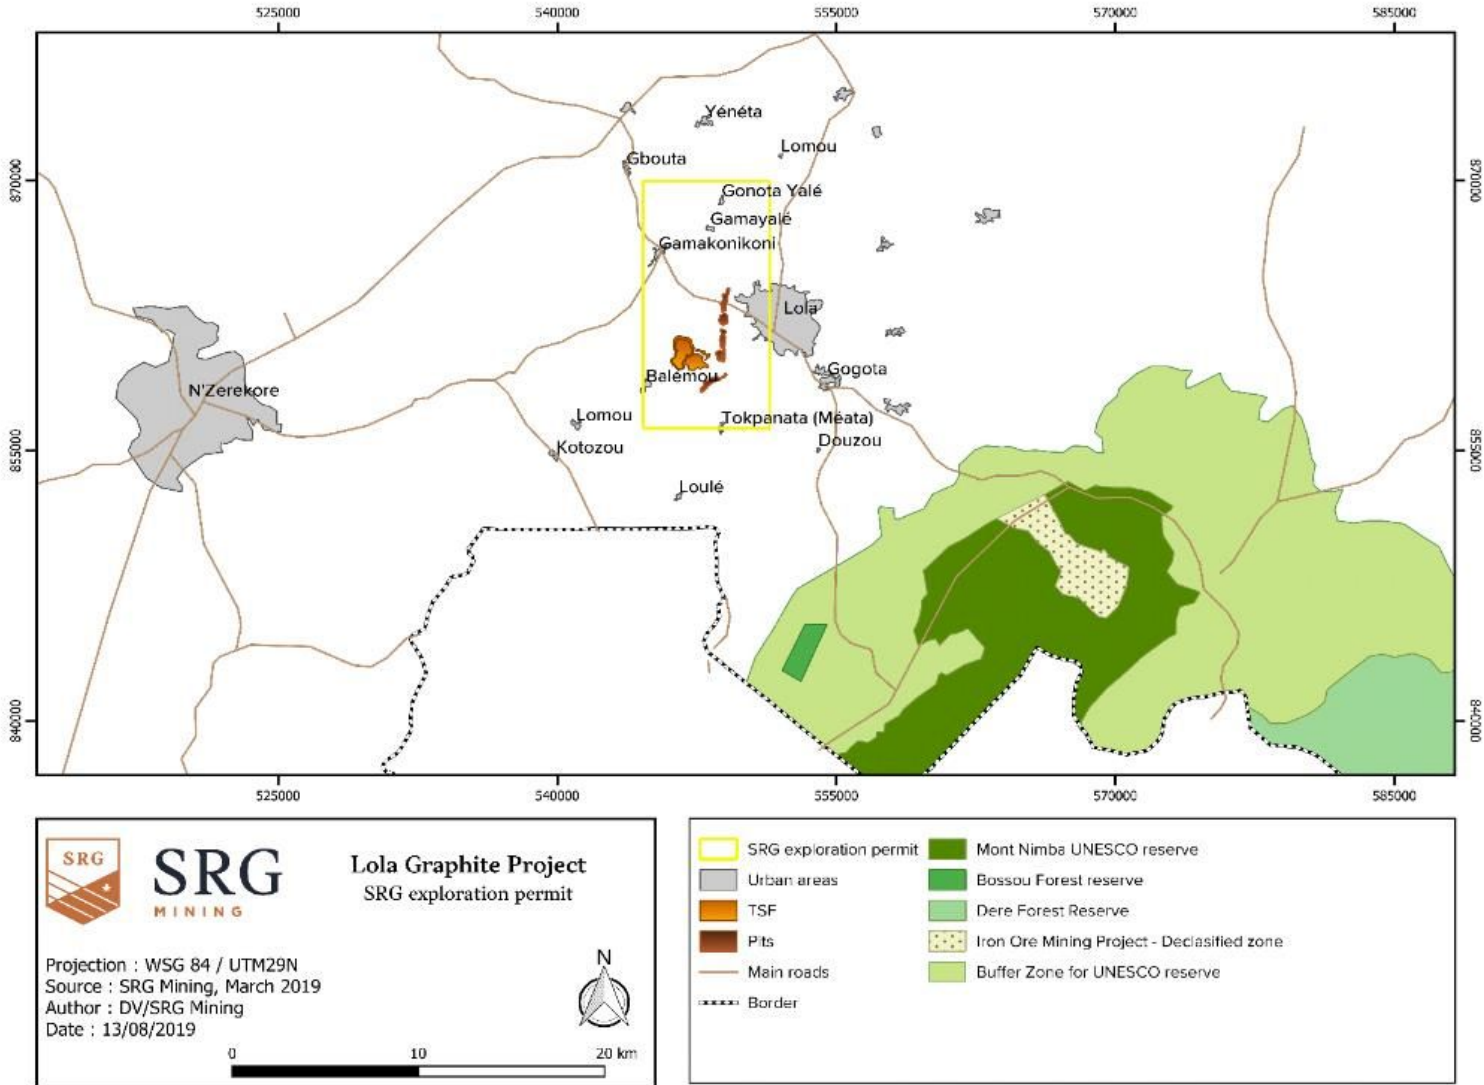 525000 540000 555000 570000 585000
Yénéta
Lomou
Gbouta
870000 870000
Gonota Yalé
Gamayalé
Gamakonikoni
Lola
Gogota
Balémou
N'Zerekore
Lomou
Tokpanata (Méata)
Douzou
Kotozou
855000 855000
Loulé
840000 840000
525000 540000 555000 570000 585000
SRG
SRG
MINING
Lola Graphite Project
SRG exploration permit
Projection : WSG 84 / UTM29N
Source : SRG Mining, March 2019
Author : DV/SRG Mining
Date : 13/08/2019
N
0 10 20 km
SRG exploration permit
Urban areas
TSF
Pits
Main roads
Border
Mont Nimba UNESCO reserve
Bossou Forest reserve
Dere Forest Reserve
Iron Ore Mining Project - Declasified zone
Buffer Zone for UNESCO reserve